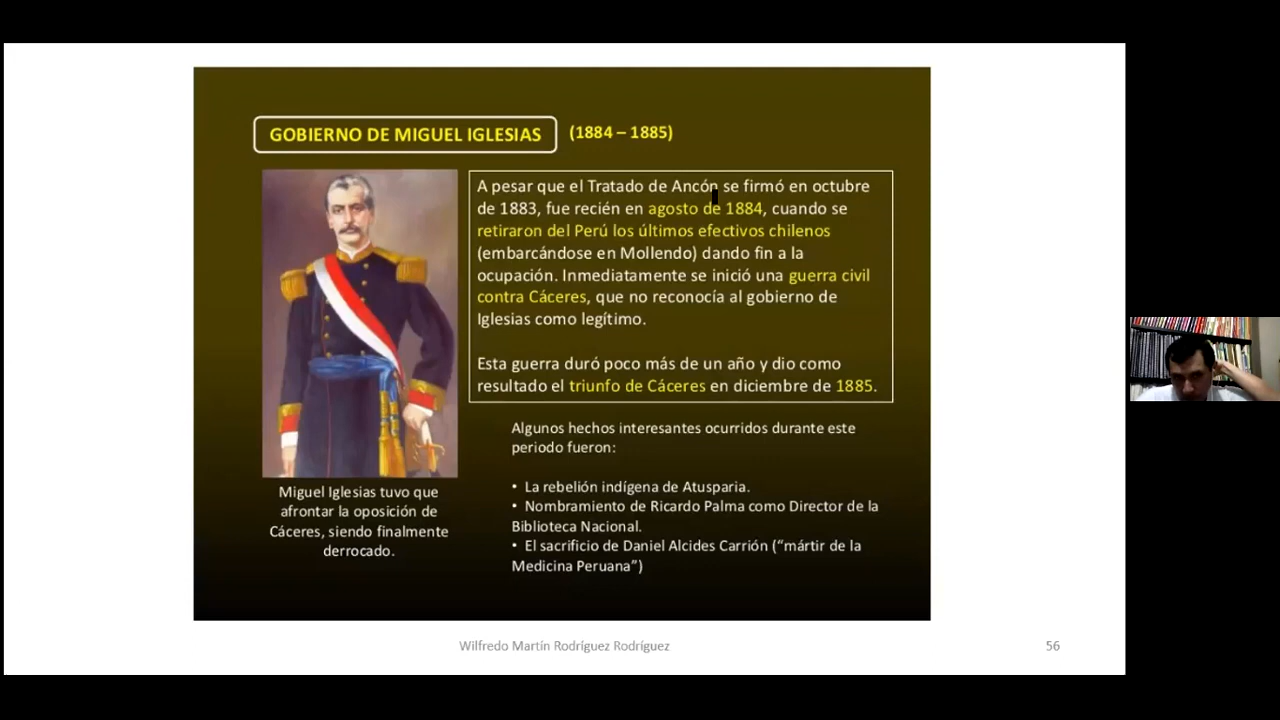 GOBIERNO DE MIGUEL IGLESIAS (1884 – 1885)
A pesar que el Tratado de Ancón se firmó en octubre
de 1883, fue recién en agosto de 1884, cuando se
retiraron del Perú los últimos efectivos chilenos
(embarcándose en Mollendo) dando fin a la
ocupación. Inmediatamente se inició una guerra civil
contra Cáceres, que no reconocía al gobierno de
Iglesias como legítimo.
Esta guerra duró poco más de un año y dio como
resultado el triunfo de Cáceres en diciembre de 1885.
Miguel Iglesias tuvo que
afrontar la oposición de
Cáceres, siendo finalmente
derrocado.
Algunos hechos interesantes ocurridos durante este
periodo fueron:
• La rebelión indígena de Atusparia.
• Nombramiento de Ricardo Palma como Director de la
Biblioteca Nacional.
• El sacrificio de Daniel Alcides Carrión (“mártir de la
Medicina Peruana”)
Wilfredo Martín Rodríguez Rodríguez
56